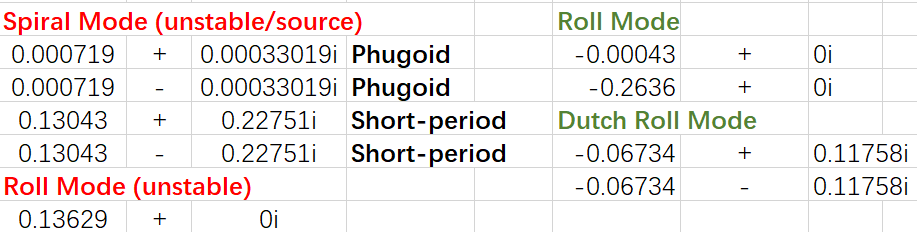 Spiral Mode (unstable/source) Roll Mode
0.000719 + 0.00033019i Phugoid -0.00043 + 0i
0.000719 - 0.00033019i Phugoid -0.2636 + 0i
0.13043 + 0.22751i Short-period Dutch Roll Mode
0.13043 - 0.22751i Short-period -0.06734 + 0.11758i
Roll Mode (unstable) -0.06734 - 0.11758i
0.13629 + 0i